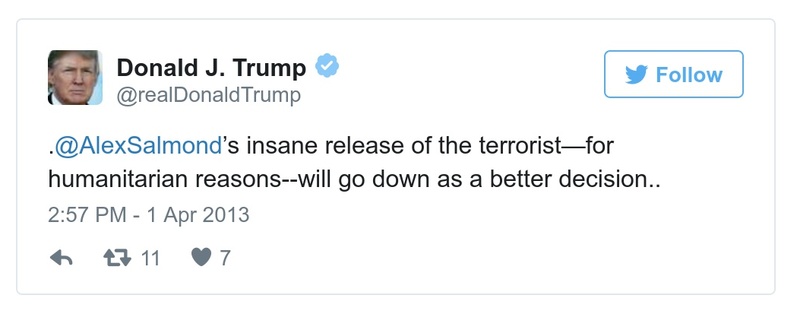 Donald J. Trump
@realDonaldTrump
Follow
.@AlexSalmond's insane release of the terrorist—for
humanitarian reasons--will go down as a better decision..
2:57 PM - 1 Apr 2013
11 7